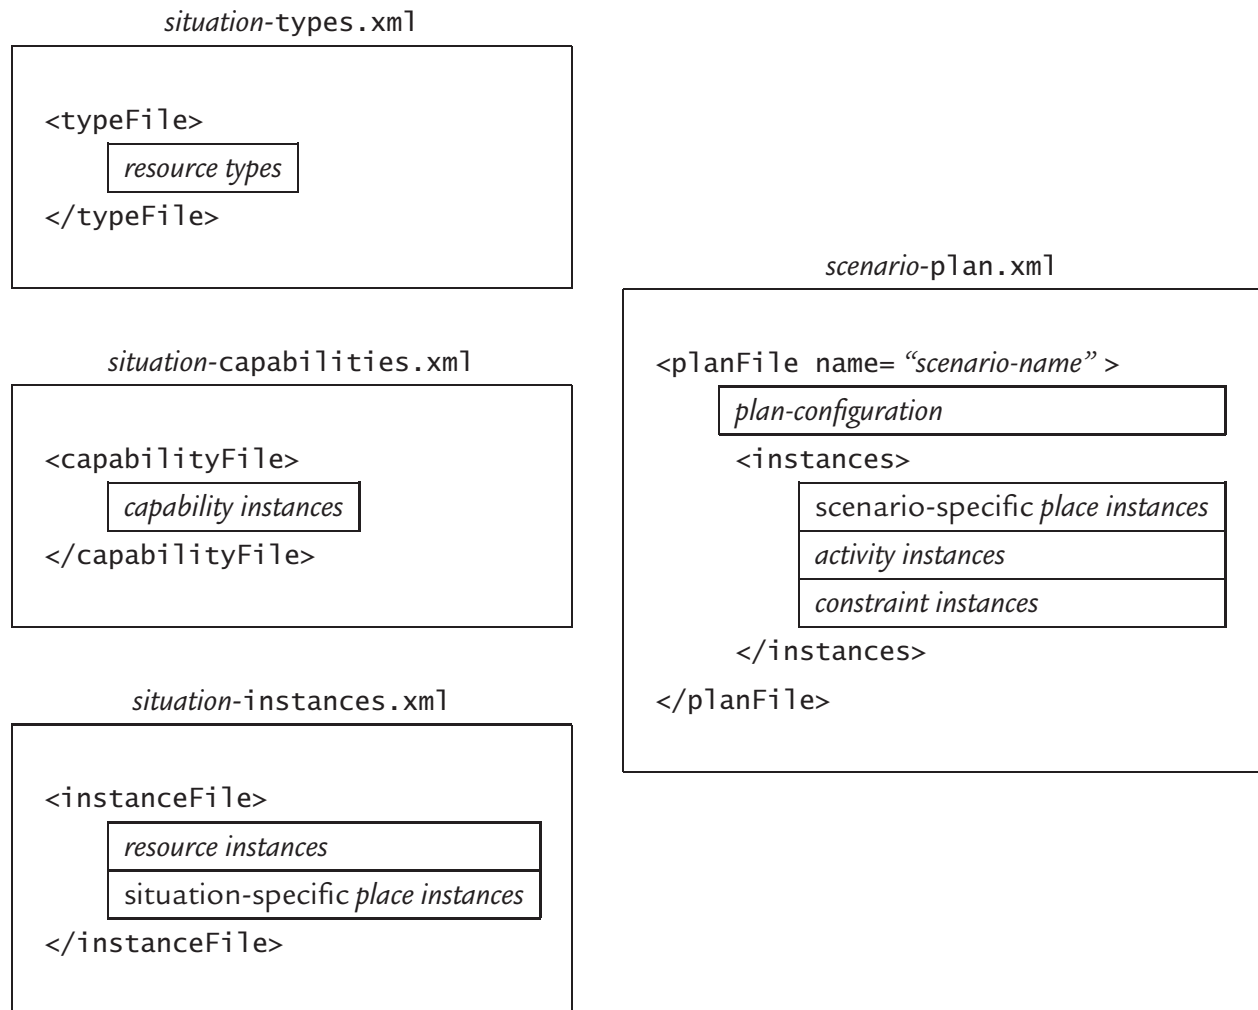 situation-types.xml
<typeFile>
resource types
</typeFile>
situation-capabilities.xml
<capabilityFile>
capability instances
</capabilityFile>
situation-instances.xml
<instanceFile>
resource instances
situation-specific place instances
</instanceFile>
scenario-plan.xml
<planFile name= “scenario-name” >
plan-configuration
<instances>
scenario-specific place instances
activity instances
constraint instances
</instances>
</planFile>